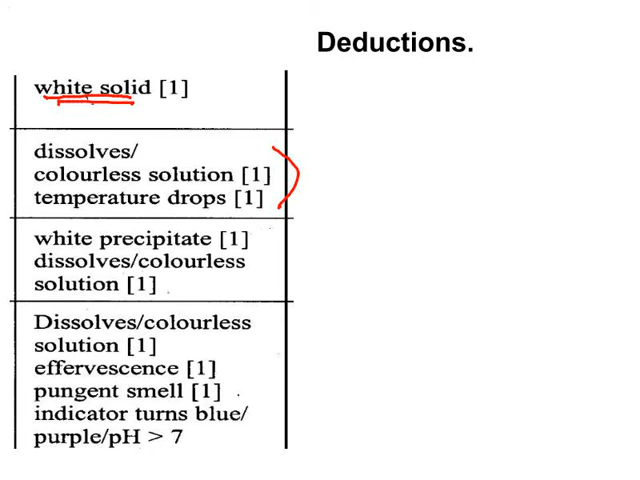 Deductions.
white solid [1]
dissolves/
colourless solution [1]
temperature drops [1]
white precipitate [1]
dissolves/colourless
solution [1]
Dissolves/colourless
solution [1]
effervescence [1]
pungent smell [1]
indicator turns blue/
purple/pH > 7